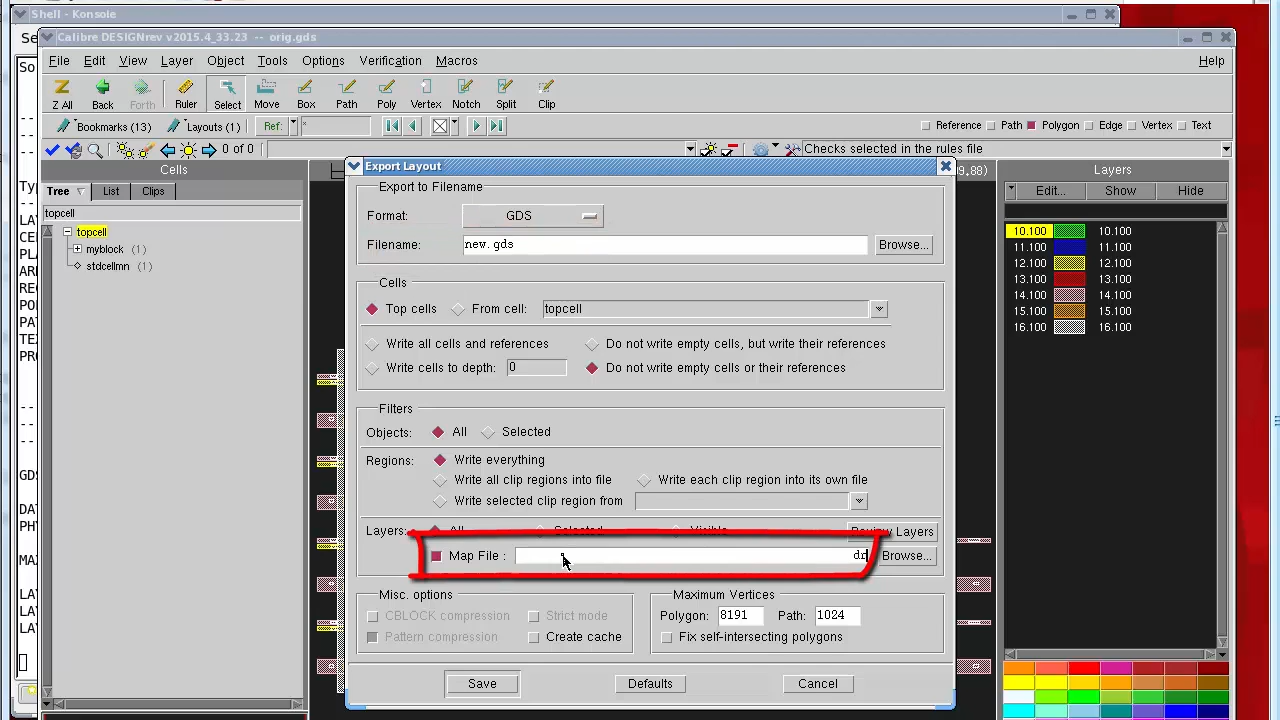 Shell - Konsole
Calibre DESIGNrev v2015.4_33.23 -- orig.gds
File Edit View Layer Object Tools Options Verification Macros Help
Z All Back Forth Ruler Select Move Box Path Poly Vertex Notch Split Clip
Bookmarks (13) Layouts (1) Ref: * Reference Path Polygon Edge Vertex Text
0 of 0 Checks selected in the rules file
Cells
Tree List Clips
topcell
topcell
myblock (1)
stdcellmn (1)
9.88)
Export Layout
Export to Filename
Format: GDS
Filename: new.gds Browse...
Cells
Top cells From cell: topcell
Write all cells and references Do not write empty cells, but write their references
Write cells to depth: 0 Do not write empty cells or their references
Filters
Objects: All Selected
Regions: Write everything
Write all clip regions into file Write each clip region into its own file
Write selected clip region from
Layers: All Selected Visible Review Layers
Map File : Browse...
Misc. options
CBLOCK compression Strict mode
Pattern compression Create cache
Maximum Vertices
Polygon: 8191 Path: 1024
Fix self-intersecting polygons
Save Defaults Cancel
Layers
Edit... Show Hide
10.100 10.100
11.100 11.100
12.100 12.100
13.100 13.100
14.100 14.100
15.100 15.100
16.100 16.100